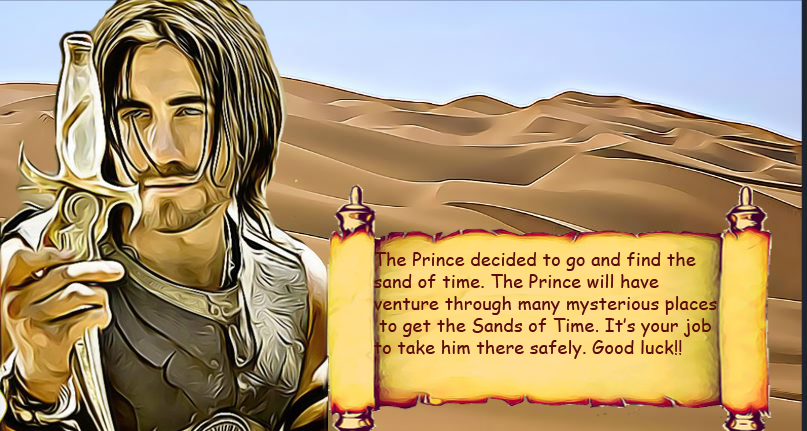 The Prince decided to go and find the
sand of time. The Prince will have
venture through many mysterious places
to get the Sands of Time. It's your job
to take him there safely. Good luck!!